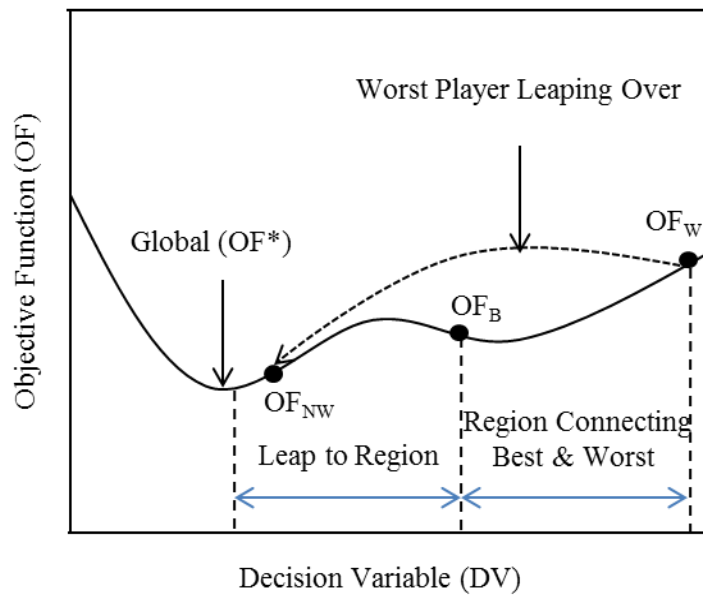 Worst Player Leaping Over
OF_W
Global (OF*)
OF_B
OF_NW
Region Connecting
Best & Worst
Leap to Region
Objective Function (OF)
Decision Variable (DV)